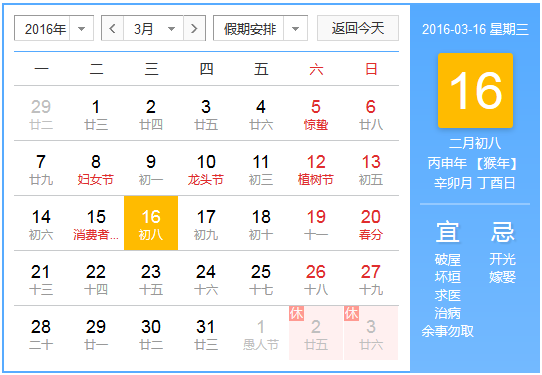 2016年 3月 假期安排 返回今天
一 二 三 四 五 六 日
29 1 2 3 4 5 6
廿二 廿三 廿四 廿五 廿六 惊蛰 廿八
7 8 9 10 11 12 13
廿九 妇女节 初一 龙头节 初三 植树节 初五
14 15 16 17 18 19 20
初六 消费者... 初八 初九 初十 十一 春分
21 22 23 24 25 26 27
十三 十四 十五 十六 十七 十八 十九
休 休
28 29 30 31 1 2 3
二十 廿一 廿二 廿三 愚人节 廿五 廿六
2016-03-16 星期三
16
二月初八
丙申年 【猴年】
辛卯月 丁酉日
宜 忌
破屋 开光
坏垣 嫁娶
求医
治病
余事勿取